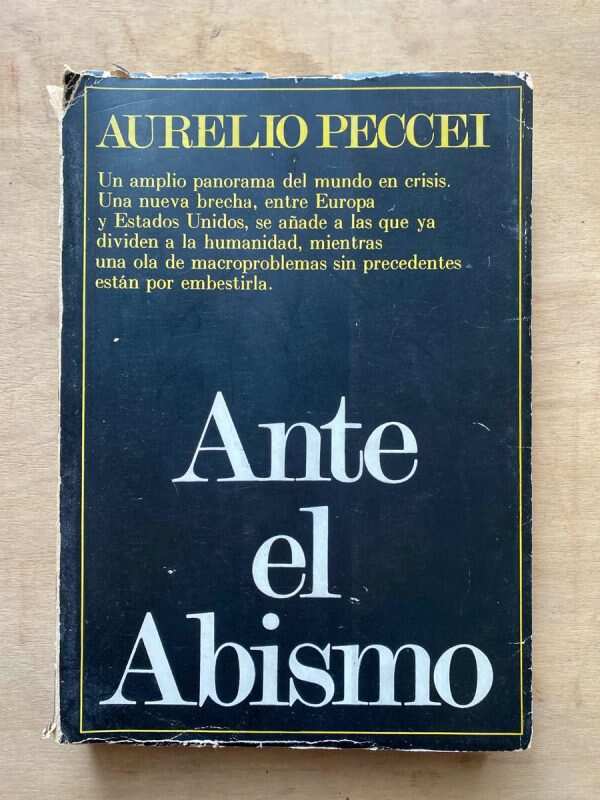 AURELIO PECCEI
Un amplio panorama del mundo en crisis.
Una nueva brecha, entre Europa
y Estados Unidos, se añade a las que ya
dividen a la humanidad, mientras
una ola de macroproblemas sin precedentes
están por embestirla.
Ante
el
Abismo